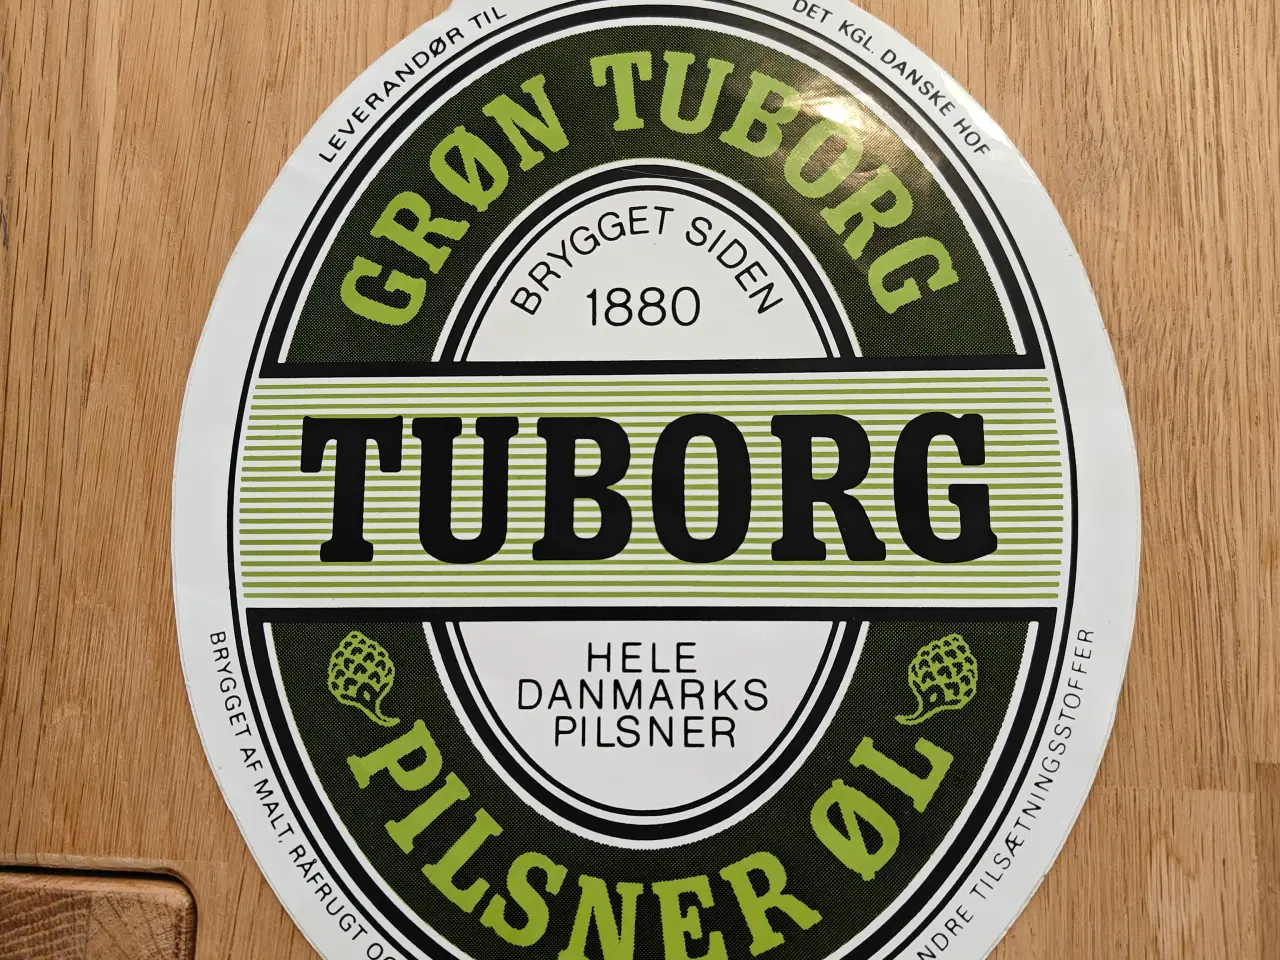 LEVERANDØR TIL
DET KGL. DANSKE HOF
GRØN TUBORG
BRYGGET SIDEN
1880
TUBORG
HELE
DANMARKS
PILSNER
PILSNER ØL
BRYGGET AF MALT, RÅFRUGT
TILSÆTNINGSSTOFFER